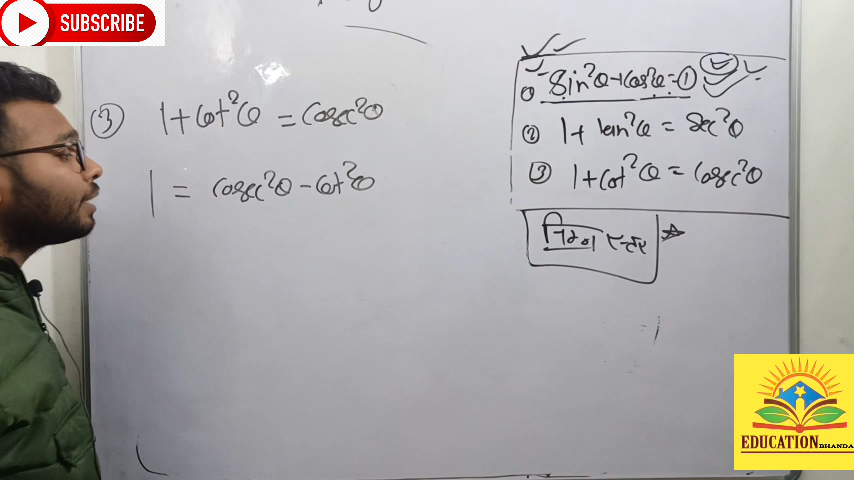 SUBSCRIBE
③ 1 + cot²θ = cosec²θ
1 = cosec²θ - cot²θ
① sin²θ + cos²θ = 1
② 1 + tan²θ = sec²θ
③ 1 + cot²θ = cosec²θ
EDUCATION BHANDA